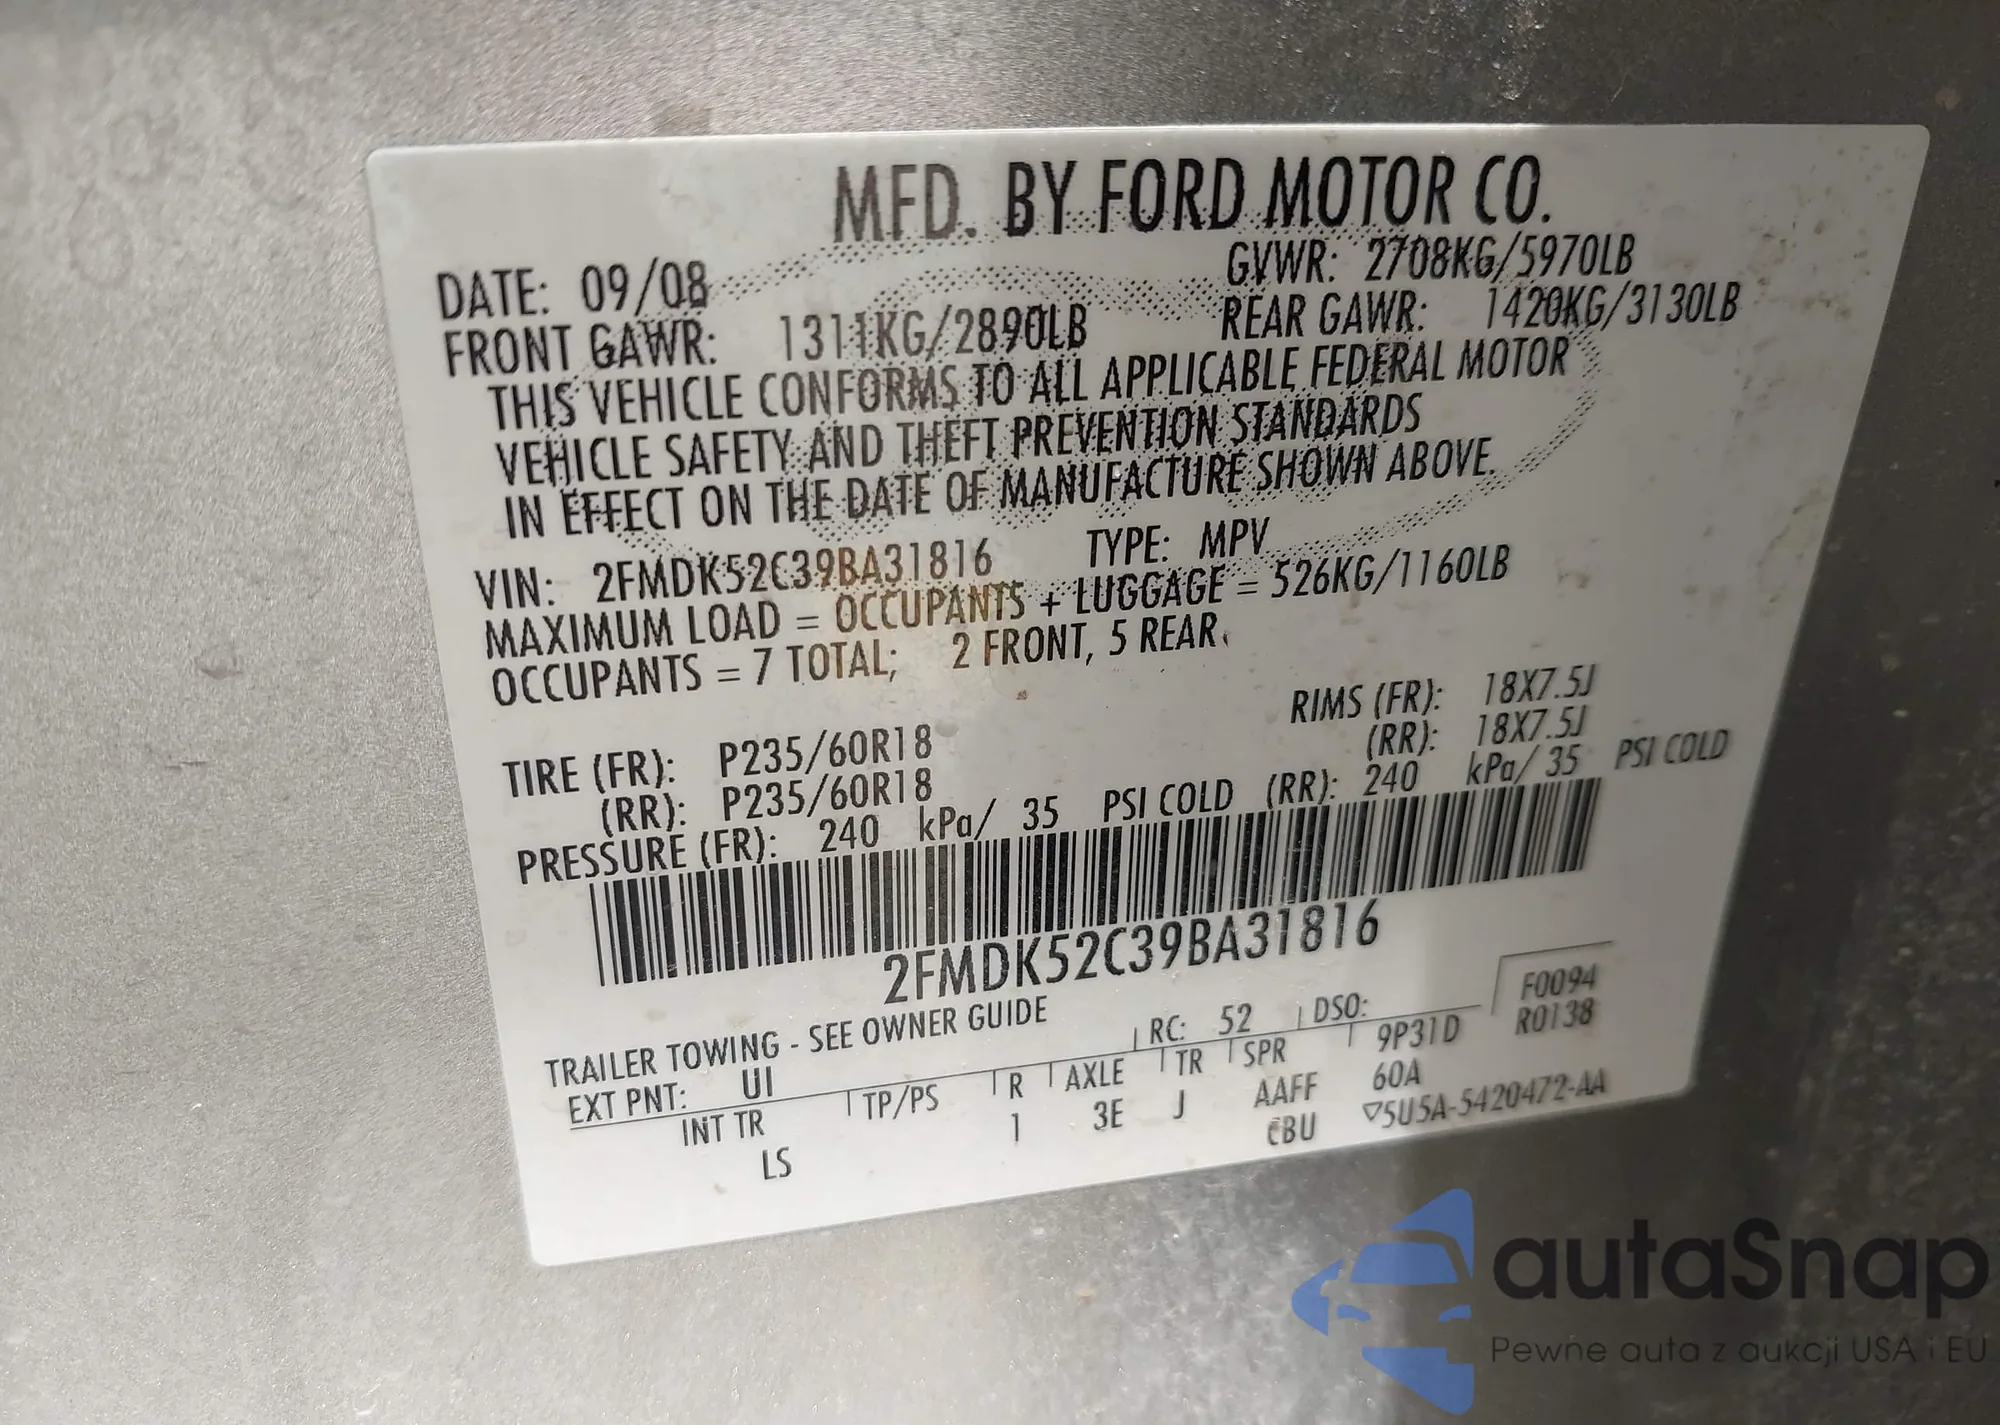 MFD. BY FORD MOTOR CO.
DATE: 09/08 GVWR: 2708KG/5970LB
FRONT GAWR: 1311KG/2890LB REAR GAWR: 1420KG/3130LB
THIS VEHICLE CONFORMS TO ALL APPLICABLE FEDERAL MOTOR
VEHICLE SAFETY AND THEFT PREVENTION STANDARDS
IN EFFECT ON THE DATE OF MANUFACTURE SHOWN ABOVE.
VIN: 2FMDK52C39BA31816 TYPE: MPV
MAXIMUM LOAD = OCCUPANTS + LUGGAGE = 526KG/1160LB
OCCUPANTS = 7 TOTAL; 2 FRONT, 5 REAR.
TIRE (FR): P235/60R18 RIMS (FR): 18X7.5J
(RR): P235/60R18 (RR): 18X7.5J
PRESSURE (FR): 240 kPa/ 35 PSI COLD (RR): 240 kPa/ 35 PSI COLD
2FMDK52C39BA31816
TRAILER TOWING - SEE OWNER GUIDE
F0094
EXT PNT: UI RC: 52 DSO: R0138
INT TR TP/PS R AXLE TR SPR 9P31D
LS 1 3E J AAFF 60A
CBU ▽5U5A-5420472-AA
autaSnap
Pewne auta z aukcji USA i EU